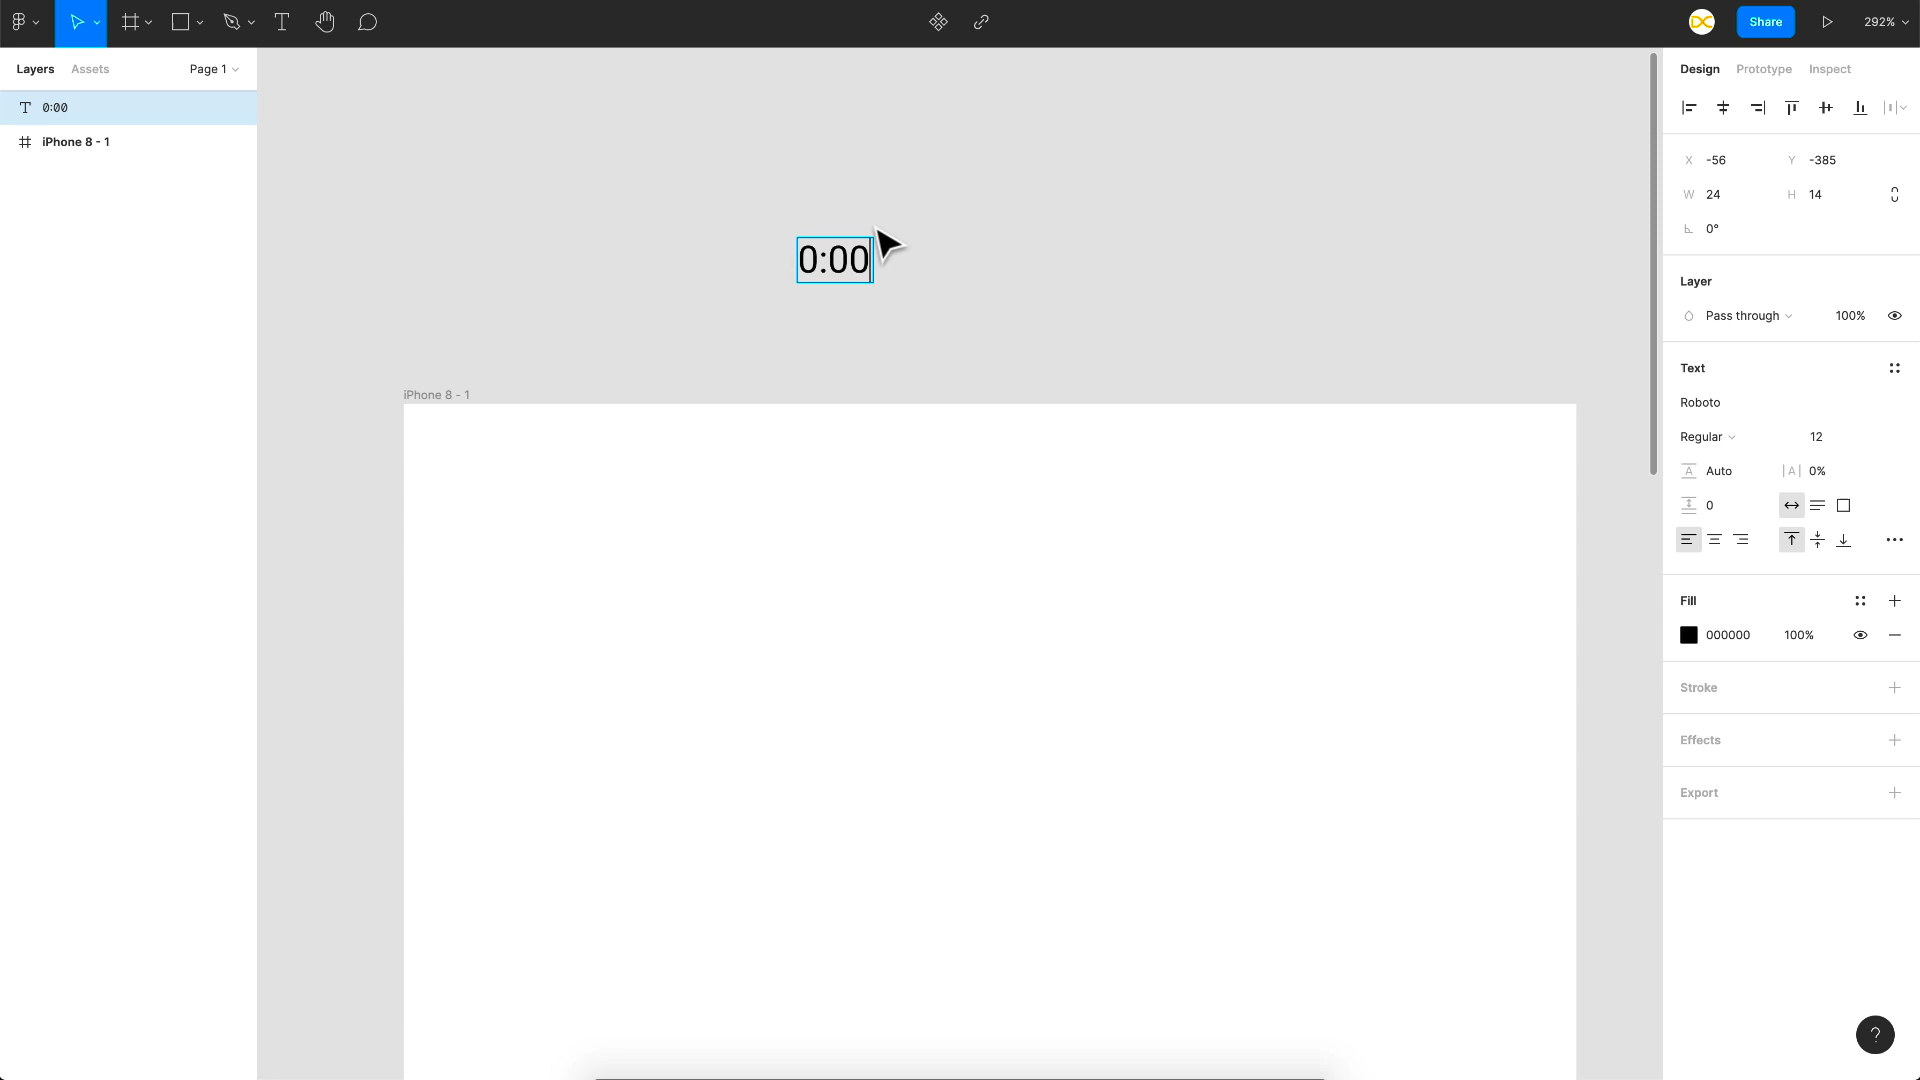 Share
292%
Layers Assets Page 1
0:00
iPhone 8 - 1
0:00
iPhone 8 - 1
Design Prototype Inspect
X -56 Y -385
W 24 H 14
0°
Layer
Pass through 100%
Text
Roboto
Regular 12
A Auto |A| 0%
0
Fill
000000 100%
Stroke
Effects
Export
?